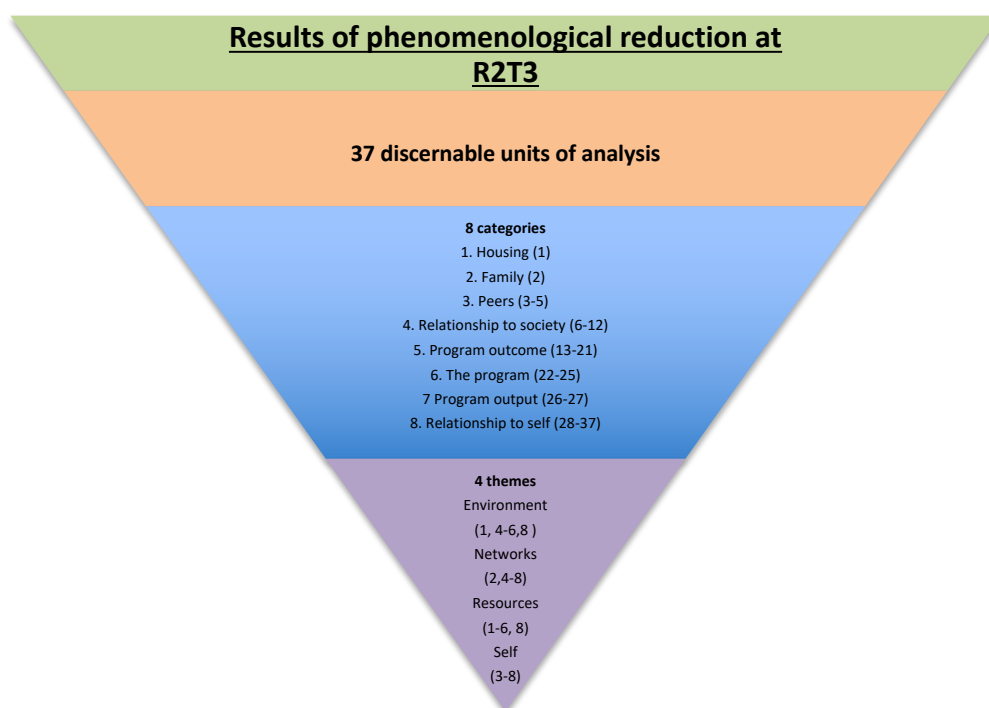 Results of phenomenological reduction at
R2T3
37 discernable units of analysis
8 categories
1. Housing (1)
2. Family (2)
3. Peers (3-5)
4. Relationship to society (6-12)
5. Program outcome (13-21)
6. The program (22-25)
7 Program output (26-27)
8. Relationship to self (28-37)
4 themes
Environment
(1, 4-6,8 )
Networks
(2,4-8)
Resources
(1-6, 8)
Self
(3-8)